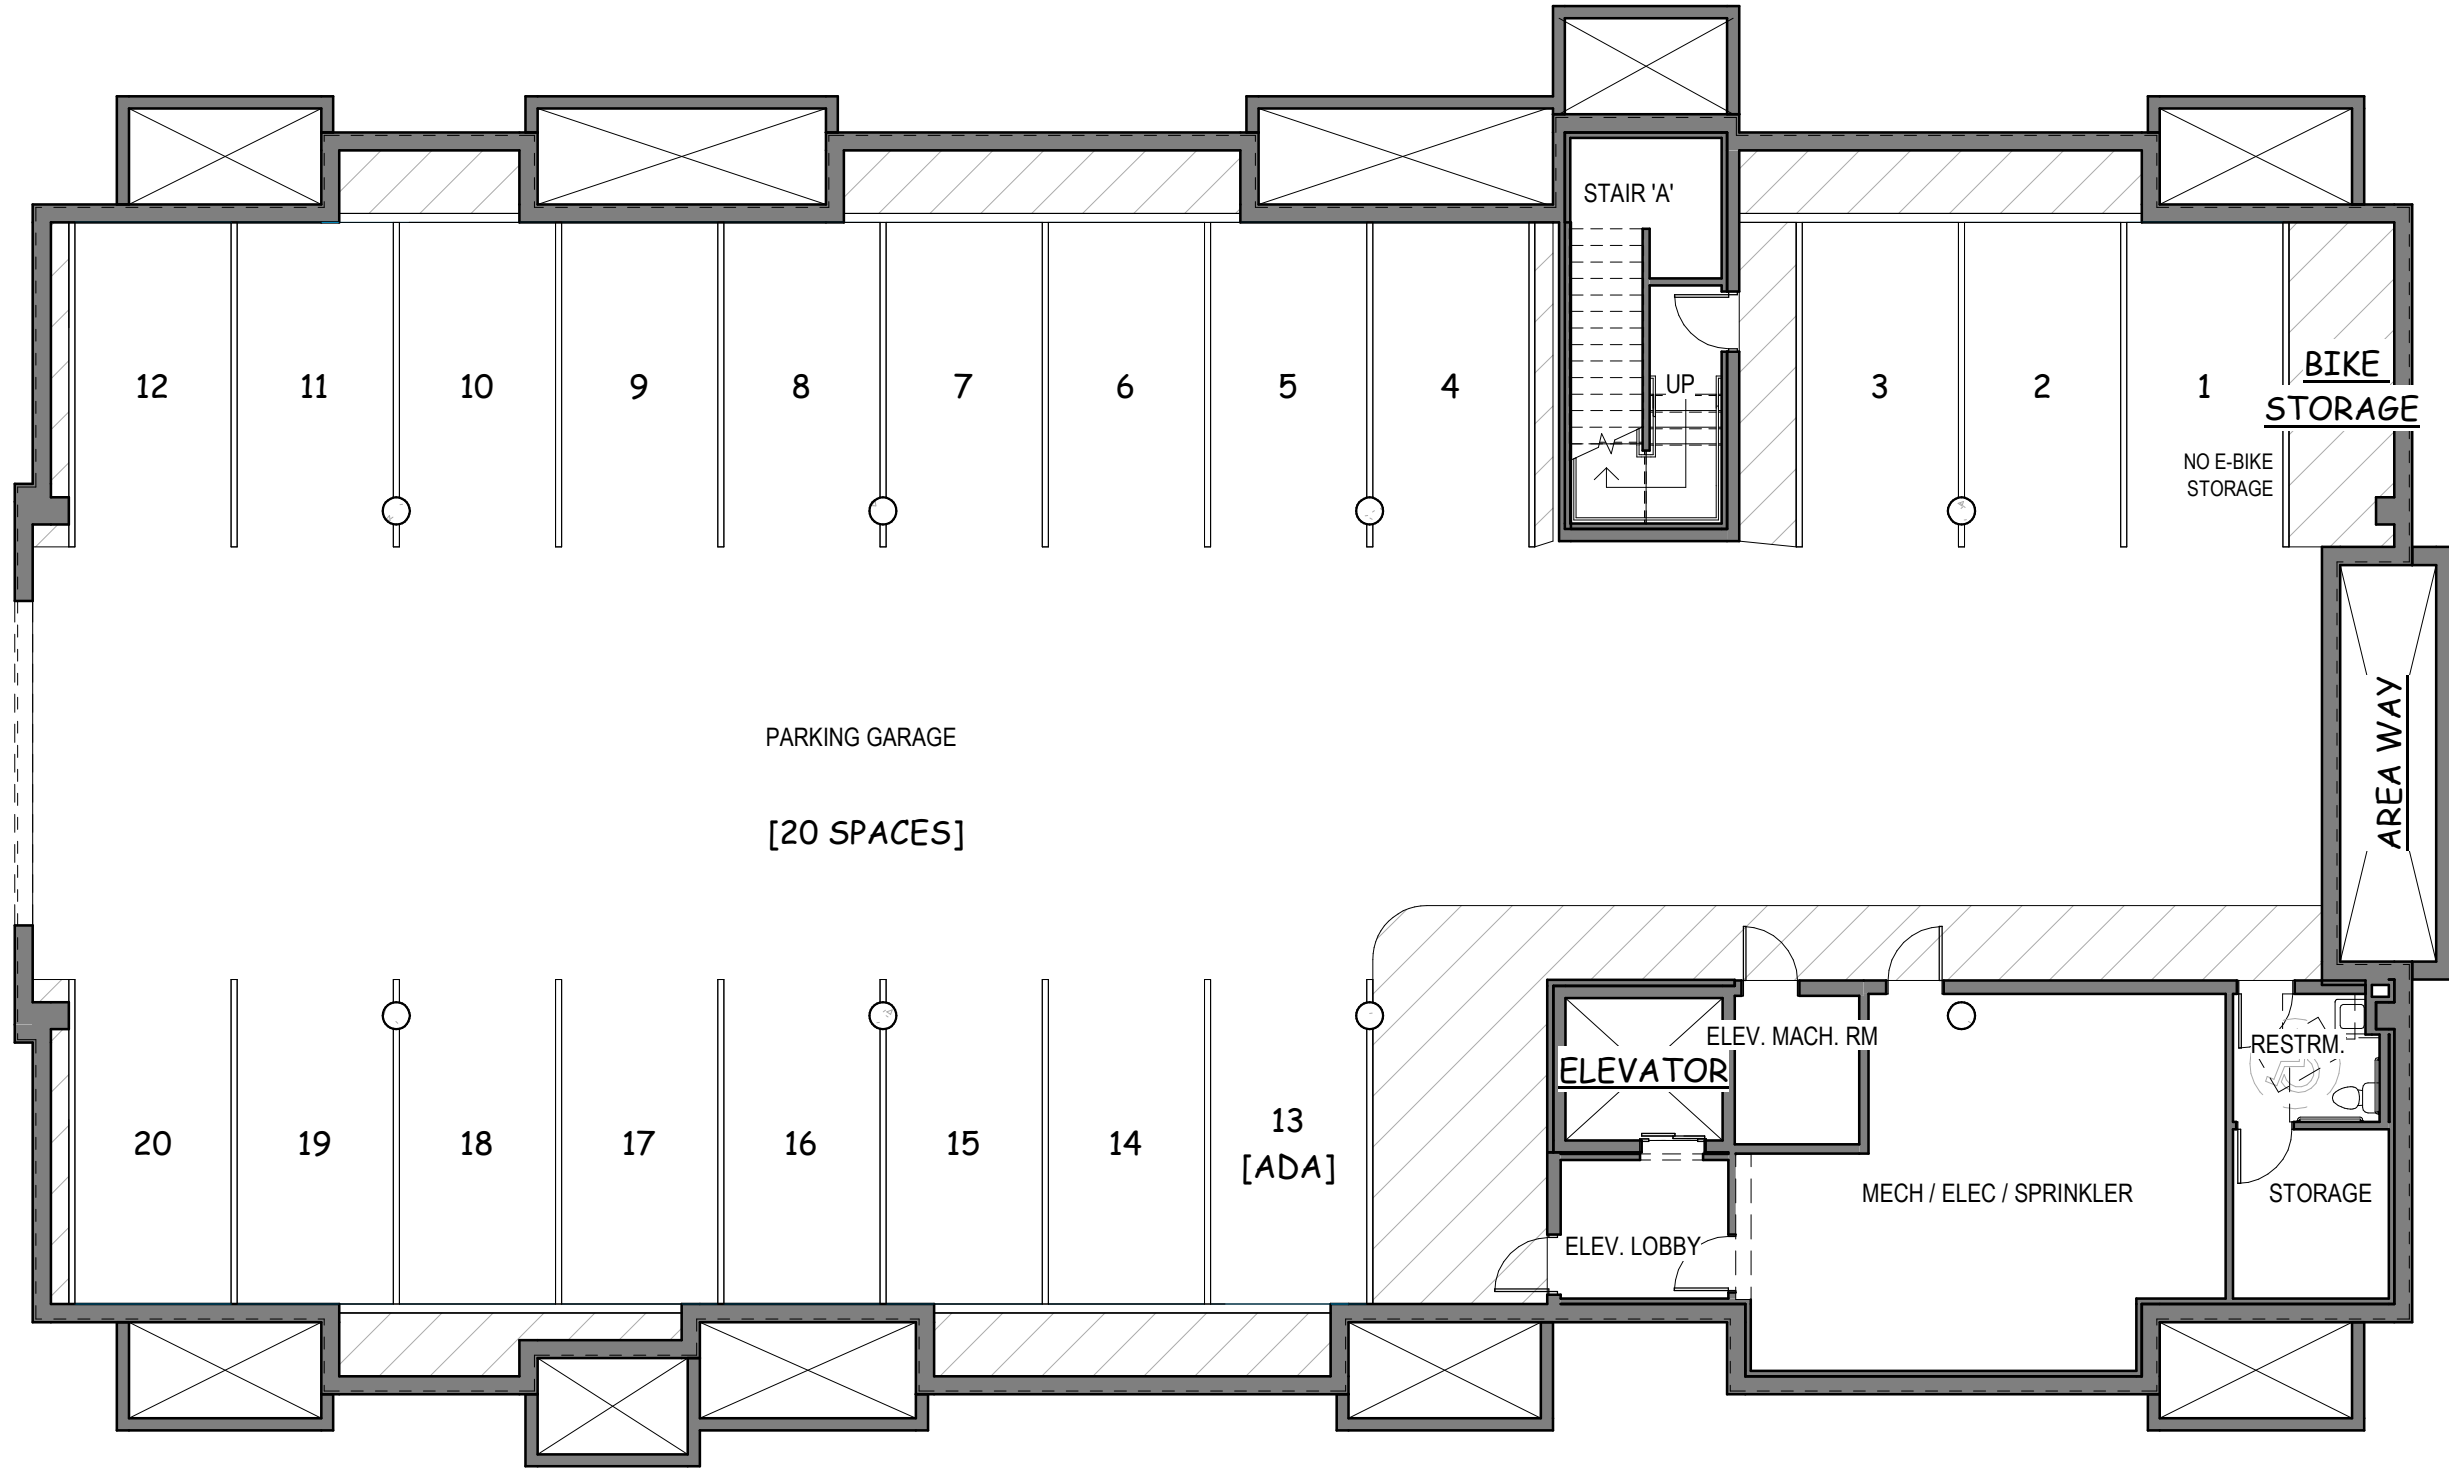 STAIR 'A'
12
11
10
9
8
7
6
5
4
UP
3
2
1
BIKE
STORAGE
NO E-BIKE
STORAGE
PARKING GARAGE
[20 SPACES]
AREA WAY
20
19
18
17
16
15
14
13
[ADA]
ELEVATOR
ELEV. MACH. RM
RESTRM.
MECH / ELEC / SPRINKLER
STORAGE
ELEV. LOBBY